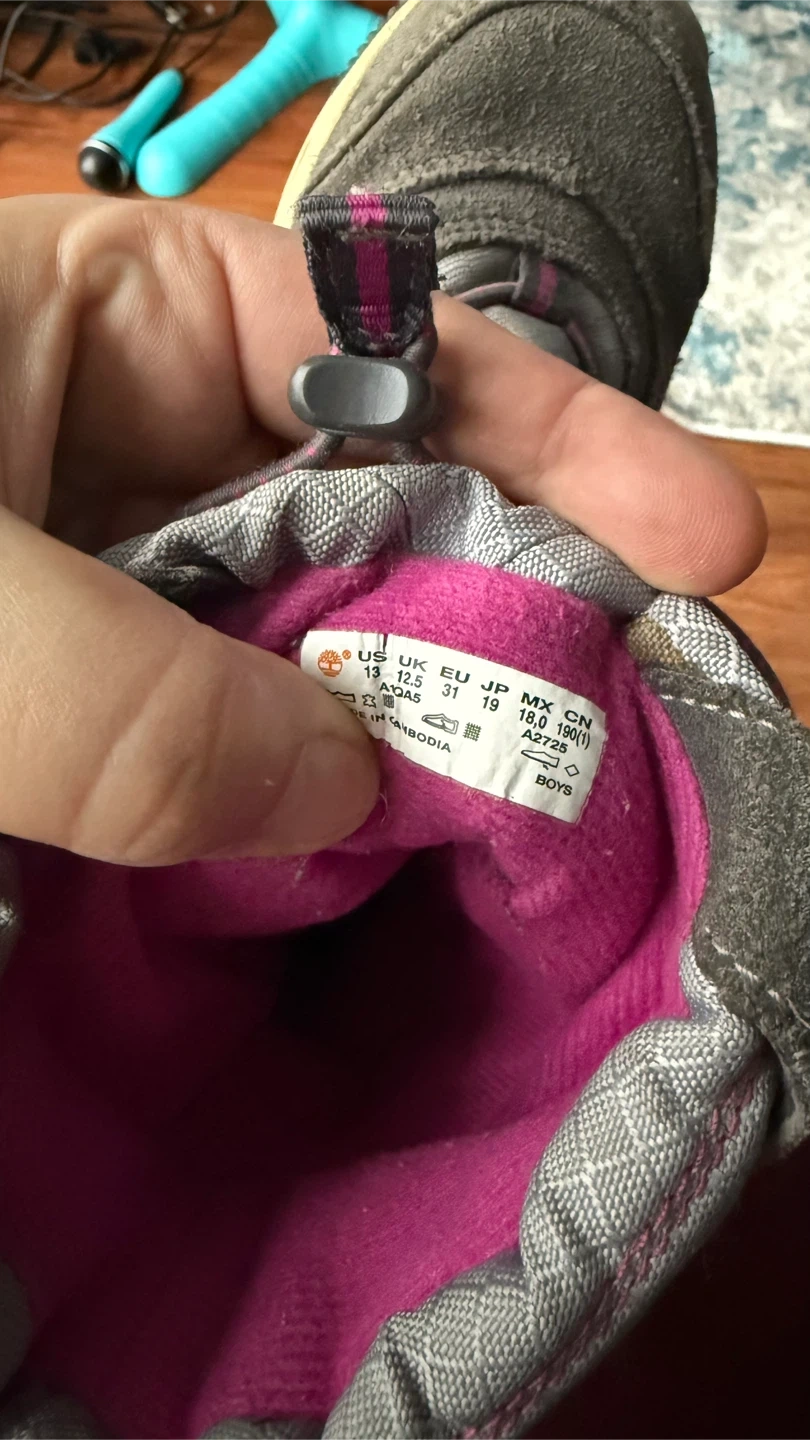 ® US UK EU JP MX CN
13 12.5 31 19 18,0 190(1)
A1QA5 A2725
IN CAMBODIA
BOYS